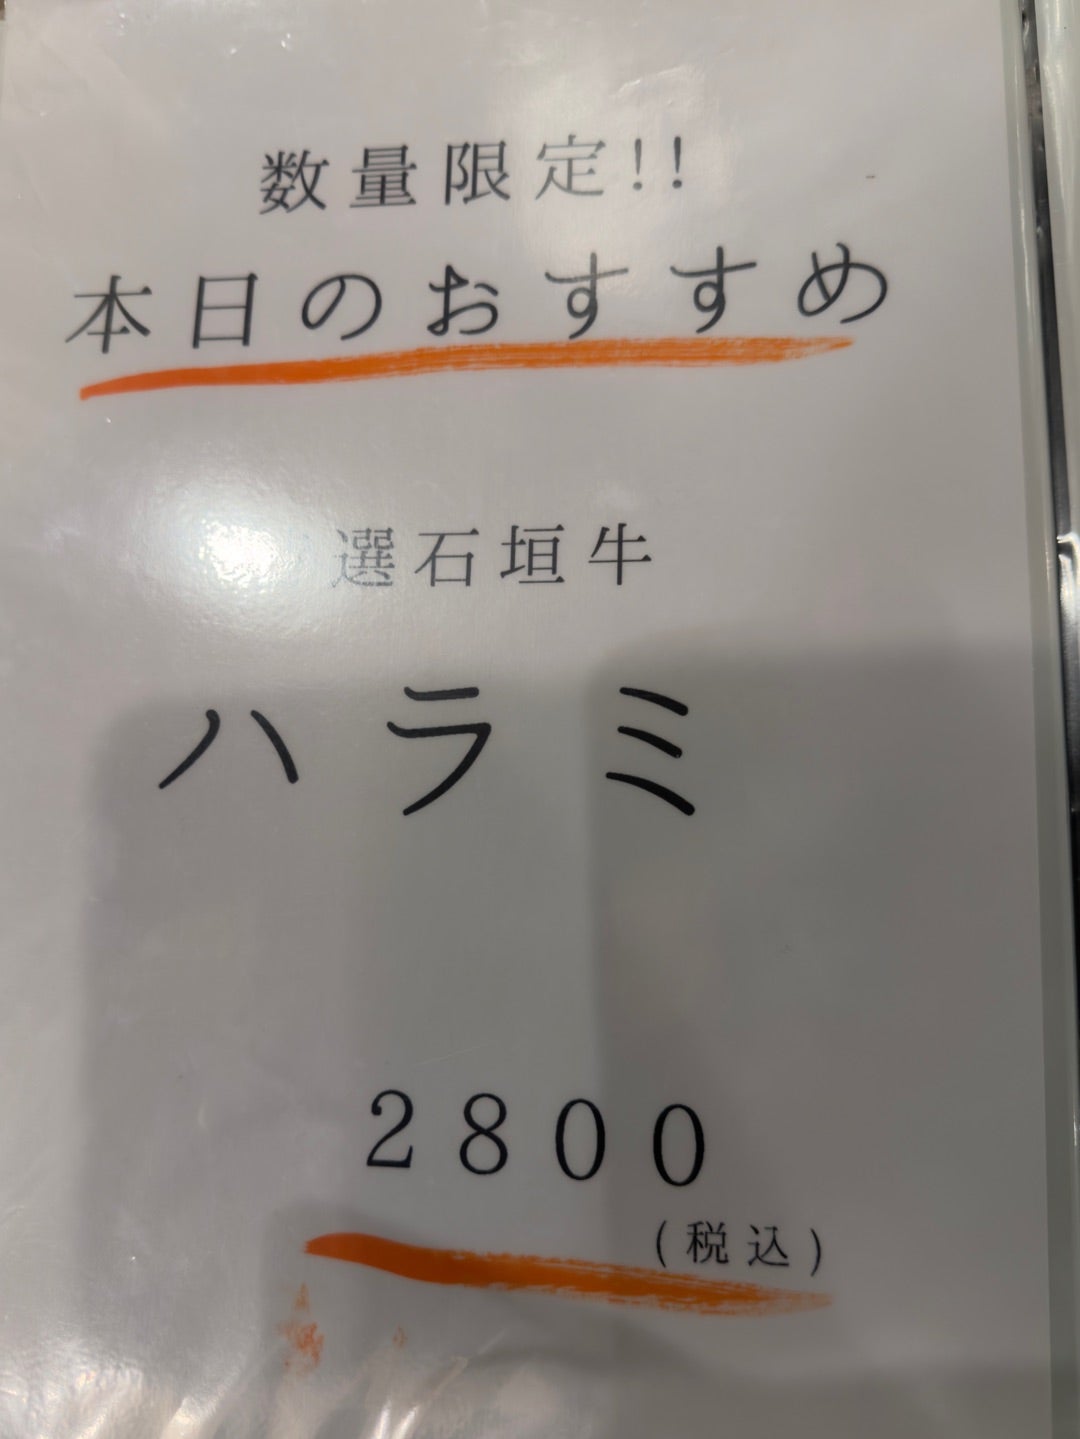 数量限定!!
本日のおすすめ
選石垣牛
ハラミ
2800
(税込)